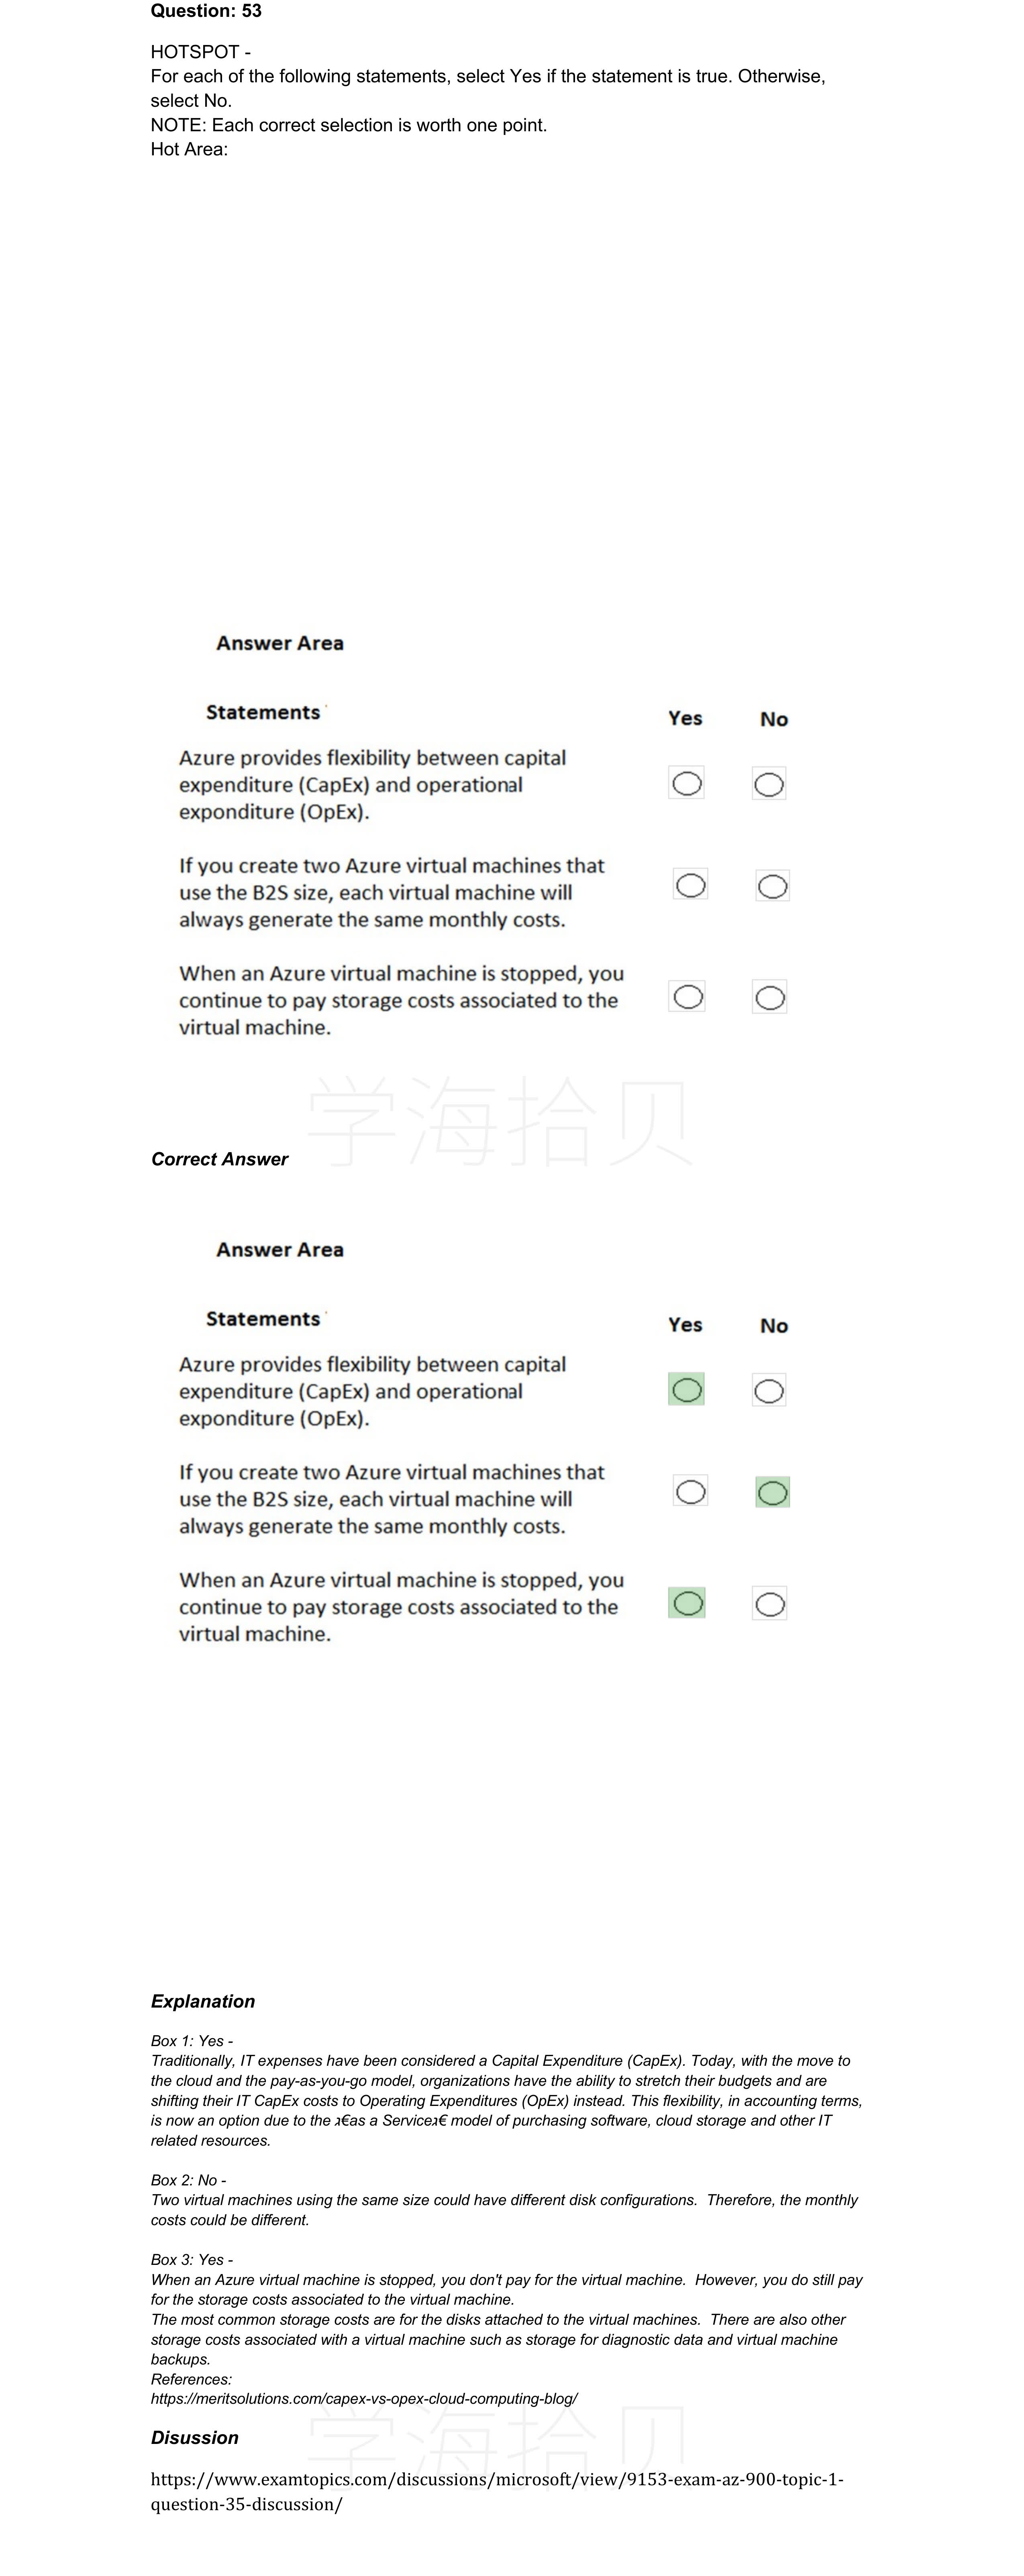 Question: 53
HOTSPOT -
For each of the following statements, select Yes if the statement is true. Otherwise,
select No.
NOTE: Each correct selection is worth one point.
Hot Area:
Answer Area
Statements Yes No
Azure provides flexibility between capital
expenditure (CapEx) and operational
exponditure (OpEx).
If you create two Azure virtual machines that
use the B2S size, each virtual machine will
always generate the same monthly costs.
When an Azure virtual machine is stopped, you
continue to pay storage costs associated to the
virtual machine.
学海拾贝
Correct Answer
Answer Area
Statements Yes No
Azure provides flexibility between capital
expenditure (CapEx) and operational
exponditure (OpEx).
If you create two Azure virtual machines that
use the B2S size, each virtual machine will
always generate the same monthly costs.
When an Azure virtual machine is stopped, you
continue to pay storage costs associated to the
virtual machine.
Explanation
Box 1: Yes -
Traditionally, IT expenses have been considered a Capital Expenditure (CapEx). Today, with the move to
the cloud and the pay-as-you-go model, organizations have the ability to stretch their budgets and are
shifting their IT CapEx costs to Operating Expenditures (OpEx) instead. This flexibility, in accounting terms,
is now an option due to the ג€as a Serviceג€ model of purchasing software, cloud storage and other IT
related resources.
Box 2: No -
Two virtual machines using the same size could have different disk configurations. Therefore, the monthly
costs could be different.
Box 3: Yes -
When an Azure virtual machine is stopped, you don't pay for the virtual machine. However, you do still pay
for the storage costs associated to the virtual machine.
The most common storage costs are for the disks attached to the virtual machines. There are also other
storage costs associated with a virtual machine such as storage for diagnostic data and virtual machine
backups.
References:
https://meritsolutions.com/capex-vs-opex-cloud-computing-blog/
学海拾贝
Disussion
https://www.examtopics.com/discussions/microsoft/view/9153-exam-az-900-topic-1-
question-35-discussion/